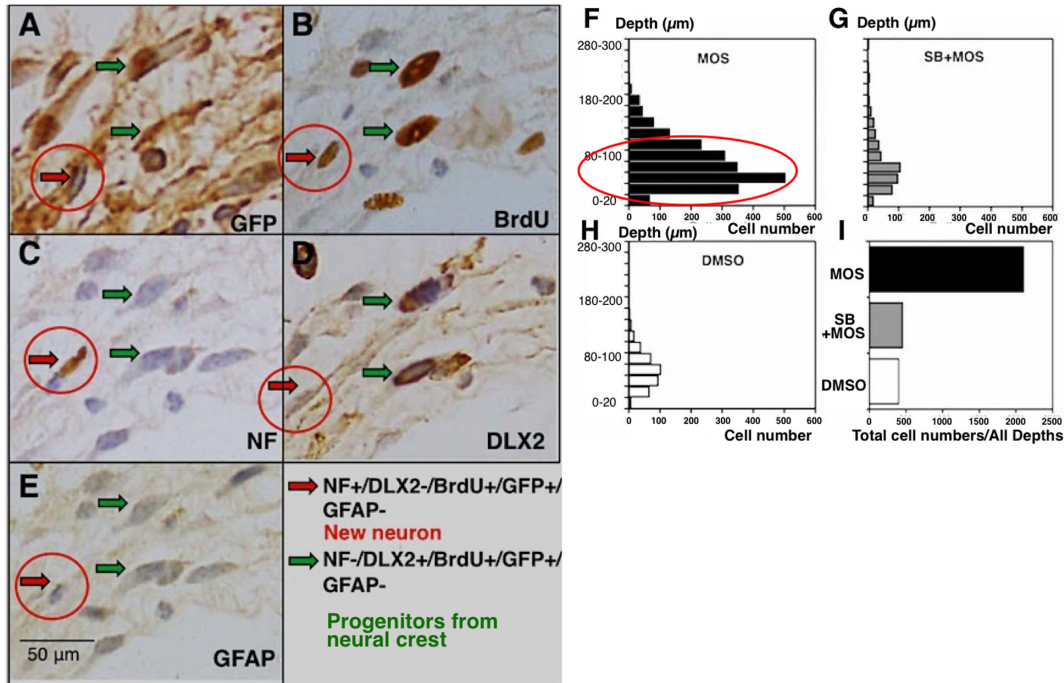 A
GFP
B
BrdU
C
NF
D
DLX2
E
50 µm
GFAP
NF+/DLX2-/BrdU+/GFP+/
GFAP-
New neuron
NF-/DLX2+/BrdU+/GFP+/
GFAP-
Progenitors from
neural crest
F
Depth (µm)
280-300
MOS
180-200
80-100
0-20
0 100 200 300 400 500 600
Cell number
G
Depth (µm)
SB+MOS
0 100 200 300 400 500 600
Cell number
H
Depth (µm)
280-300
DMSO
180-200
80-100
0-20
0 100 200 300 400 500 600
Cell number
I
MOS
SB
+MOS
DMSO
0 500 1000 1500 2000 2500
Total cell numbers/All Depths